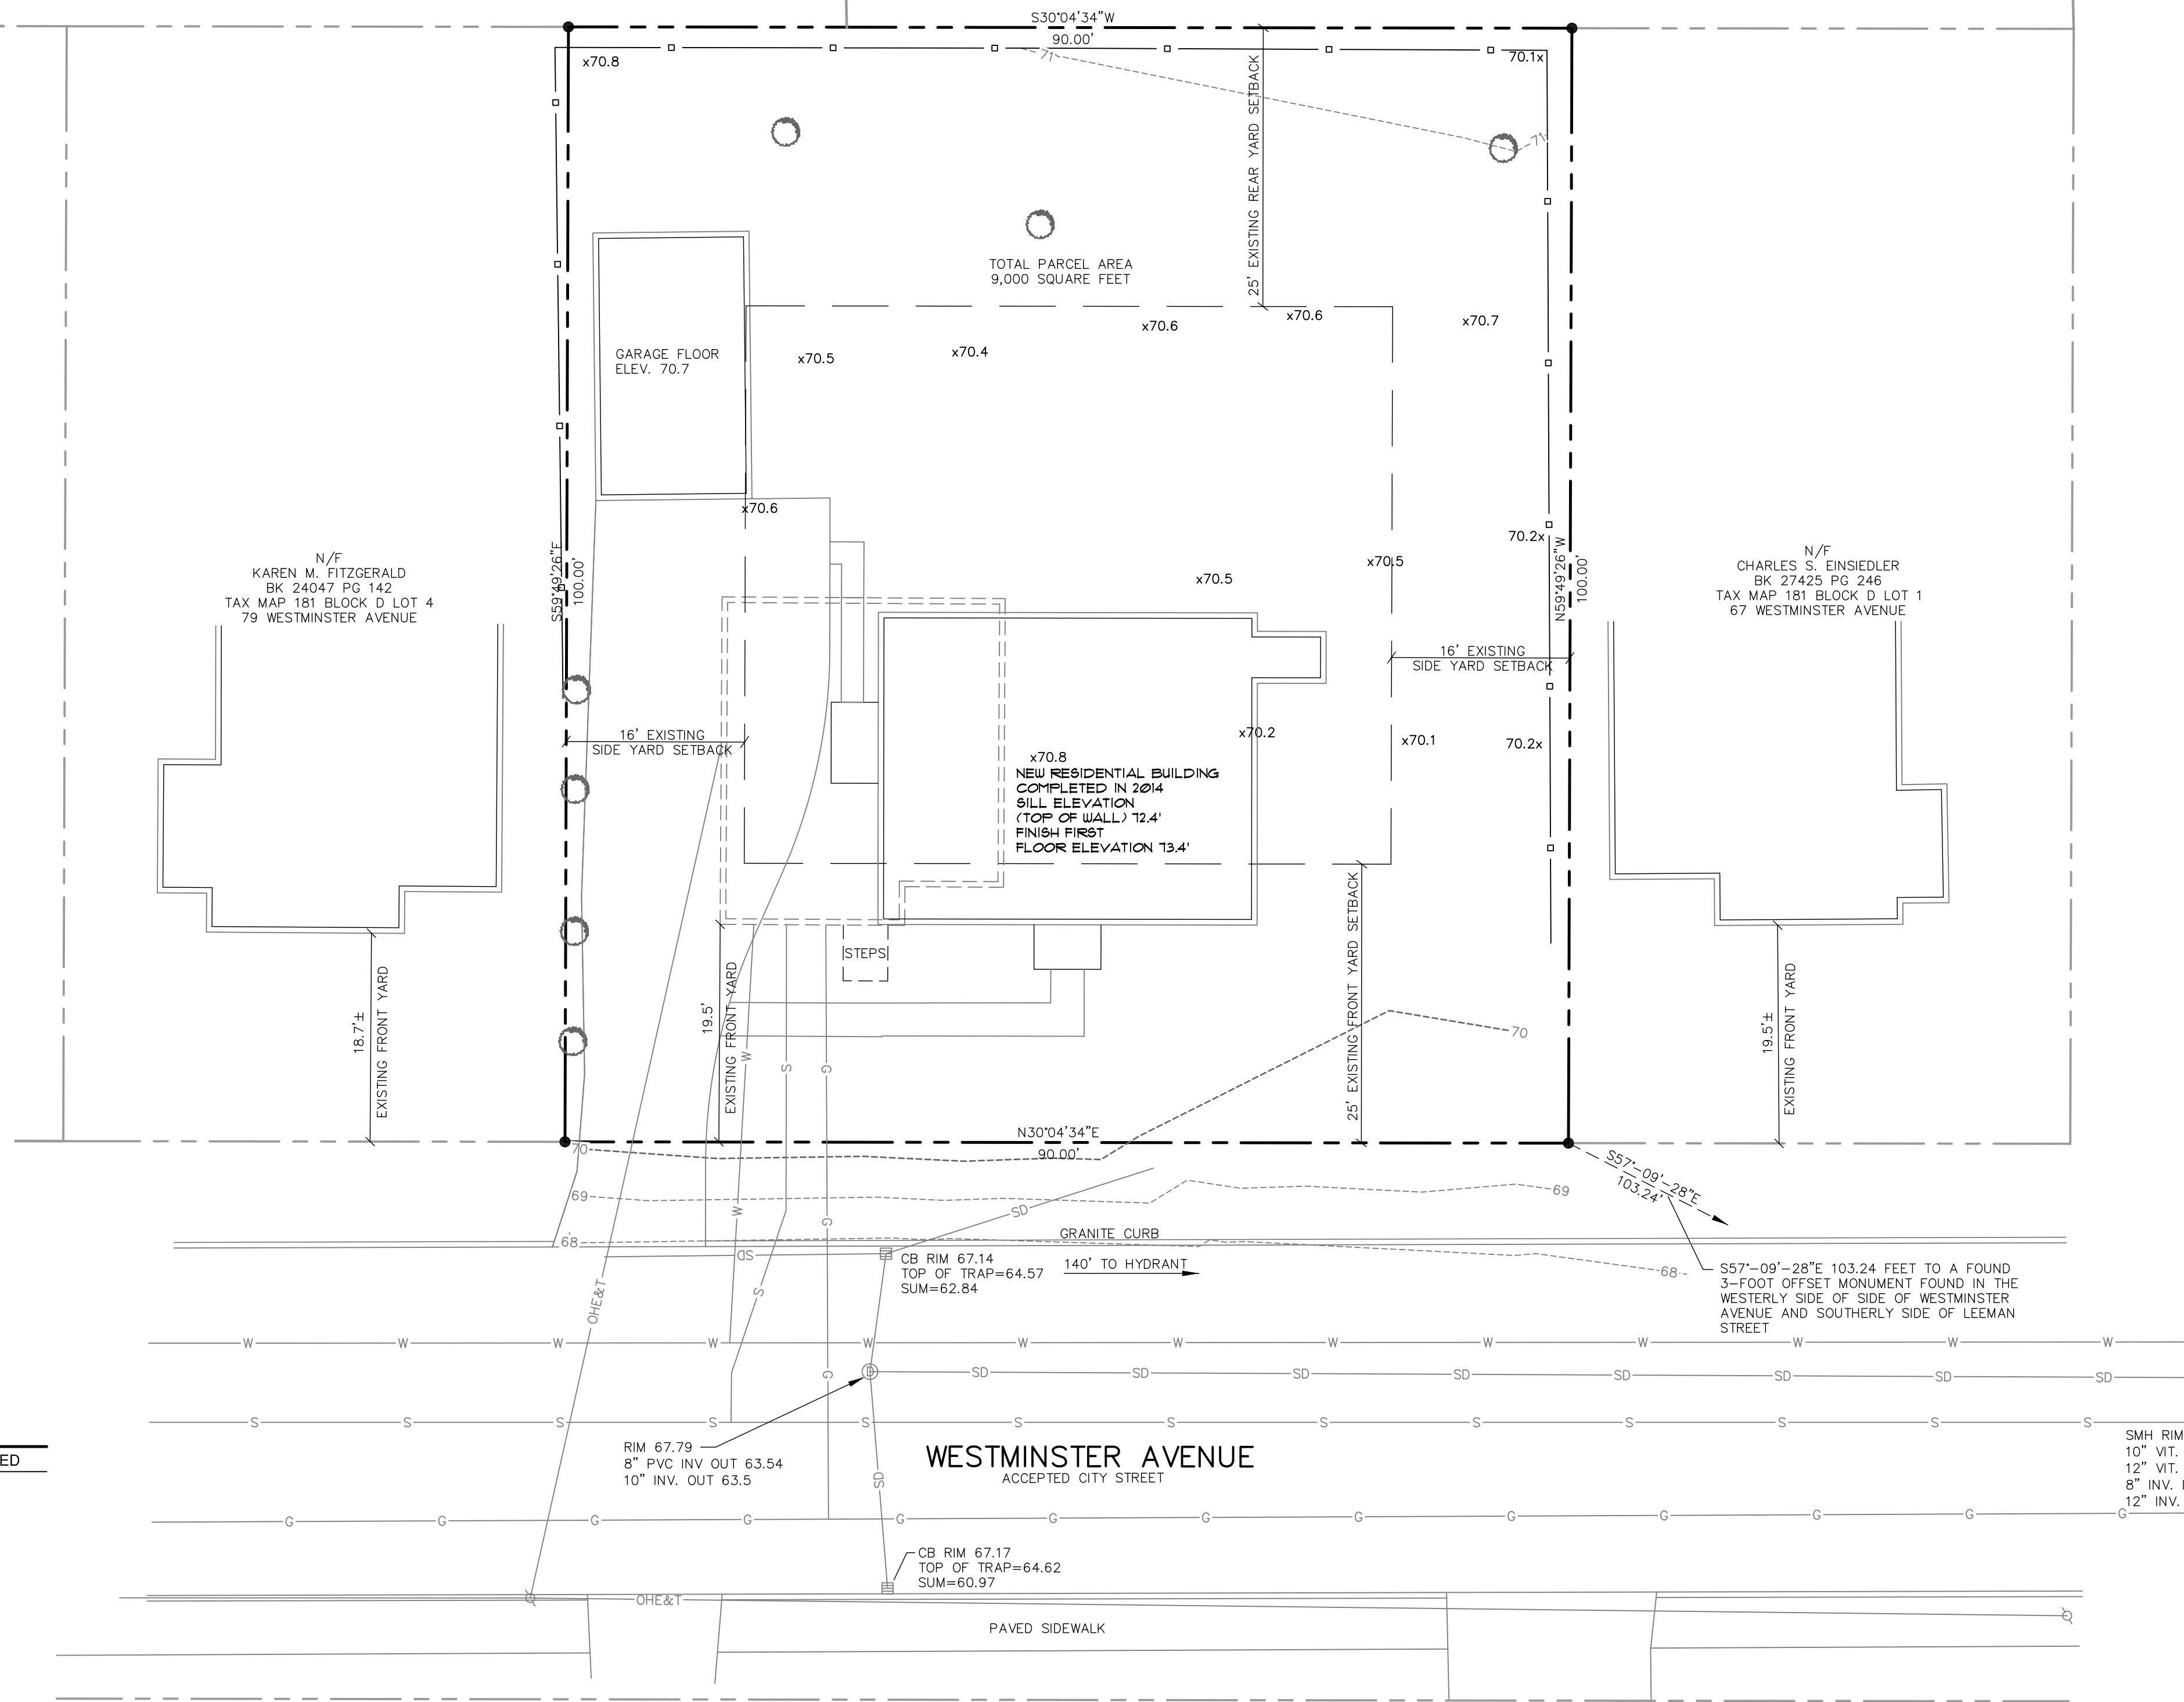 S30°04'34"W
90.00'
x70.8
71
70.1x
71
25' EXISTING REAR YARD SETBACK
TOTAL PARCEL AREA
9,000 SQUARE FEET
x70.6
x70.6
x70.7
x70.5
x70.4
GARAGE FLOOR
ELEV. 70.7
x70.6
70.2x
S59°49'26"E
100.00'
N59°49'26"W
100.00'
N/F
KAREN M. FITZGERALD
BK 24047 PG 142
TAX MAP 181 BLOCK D LOT 4
79 WESTMINSTER AVENUE
N/F
CHARLES S. EINSIEDLER
BK 27425 PG 246
TAX MAP 181 BLOCK D LOT 1
67 WESTMINSTER AVENUE
x70.5
x70.5
16' EXISTING
SIDE YARD SETBACK
16' EXISTING
SIDE YARD SETBACK
x70.2
x70.1
70.2x
x70.8
NEW RESIDENTIAL BUILDING
COMPLETED IN 2014
SILL ELEVATION
(TOP OF WALL) 72.4'
FINISH FIRST
FLOOR ELEVATION 73.4'
STEPS
18.7'±
EXISTING FRONT YARD
19.5'
EXISTING FRONT YARD
25' EXISTING FRONT YARD SETBACK
19.5'±
EXISTING FRONT YARD
W
S
G
70
N30°04'34"E
90.00'
70
69
69
S57°-09'-28"E
103.24'
W
G
SD
68
SD
GRANITE CURB
68
CB RIM 67.14
TOP OF TRAP=64.57
SUM=62.84
140' TO HYDRANT
S57°-09'-28"E 103.24 FEET TO A FOUND
3-FOOT OFFSET MONUMENT FOUND IN THE
WESTERLY SIDE OF SIDE OF WESTMINSTER
AVENUE AND SOUTHERLY SIDE OF LEEMAN
STREET
OHE&T
S
W W W W W W W W W W W W W
G
D
SD SD SD SD SD SD SD SD
S S S S S S S S S S S S S
RIM 67.79
8" PVC INV OUT 63.54
10" INV. OUT 63.5
SD
WESTMINSTER AVENUE
ACCEPTED CITY STREET
ED
SMH RIM
10" VIT.
12" VIT.
8" INV.
12" INV.
G G G G G G G G G G G G G
CB RIM 67.17
TOP OF TRAP=64.62
SUM=60.97
OHE&T
PAVED SIDEWALK